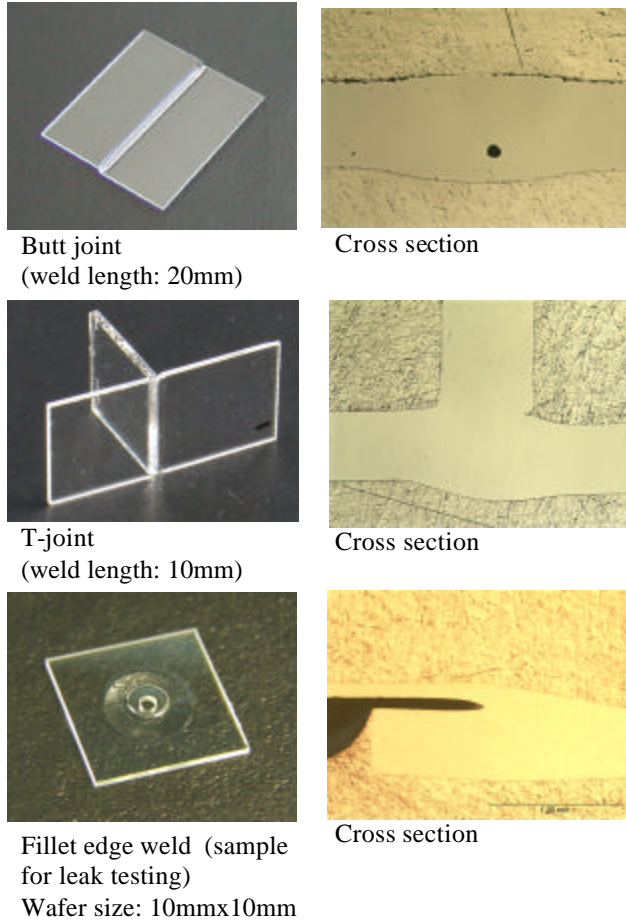 Butt joint
(weld length: 20mm)
Cross section
T-joint
(weld length: 10mm)
Cross section
Fillet edge weld (sample
for leak testing)
Wafer size: 10mmx10mm
Cross section